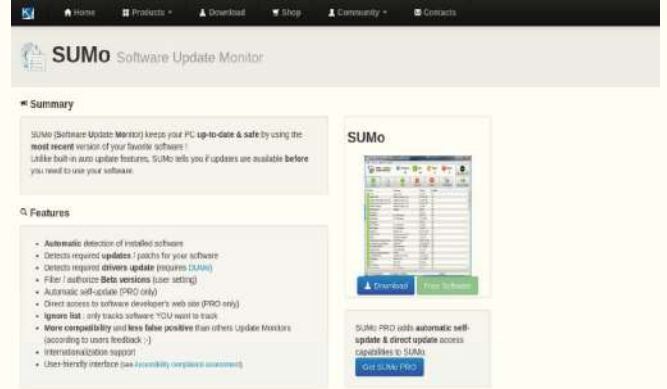 Home Products Download Shop Community Contacts
SUMo Software Update Monitor
Summary
SUMo (Software Update Monitor) keeps your PC up-to-date & safe by using the
most recent version of your favorite software !
Unlike built-in auto update features, SUMo tells you if updates are available before
you need to use your software.
Features
Automatic detection of installed software
Detects required updates / patchs for your software
Detects required drivers update (requires DUMo)
Filter / authorize Beta versions (user setting)
Automatic self-update (PRO only)
Direct access to software developer's web site (PRO only)
Ignore list : only tracks software YOU want to track
More compatibility and less false positive than others Update Monitors
(according to users feedback ;-)
Internationalization support
User-friendly interface (see Accessibility compliance assessment)
SUMo
Download Free Software
SUMo PRO adds automatic self-
update & direct update access
capabilities to SUMo.
Get SUMo PRO